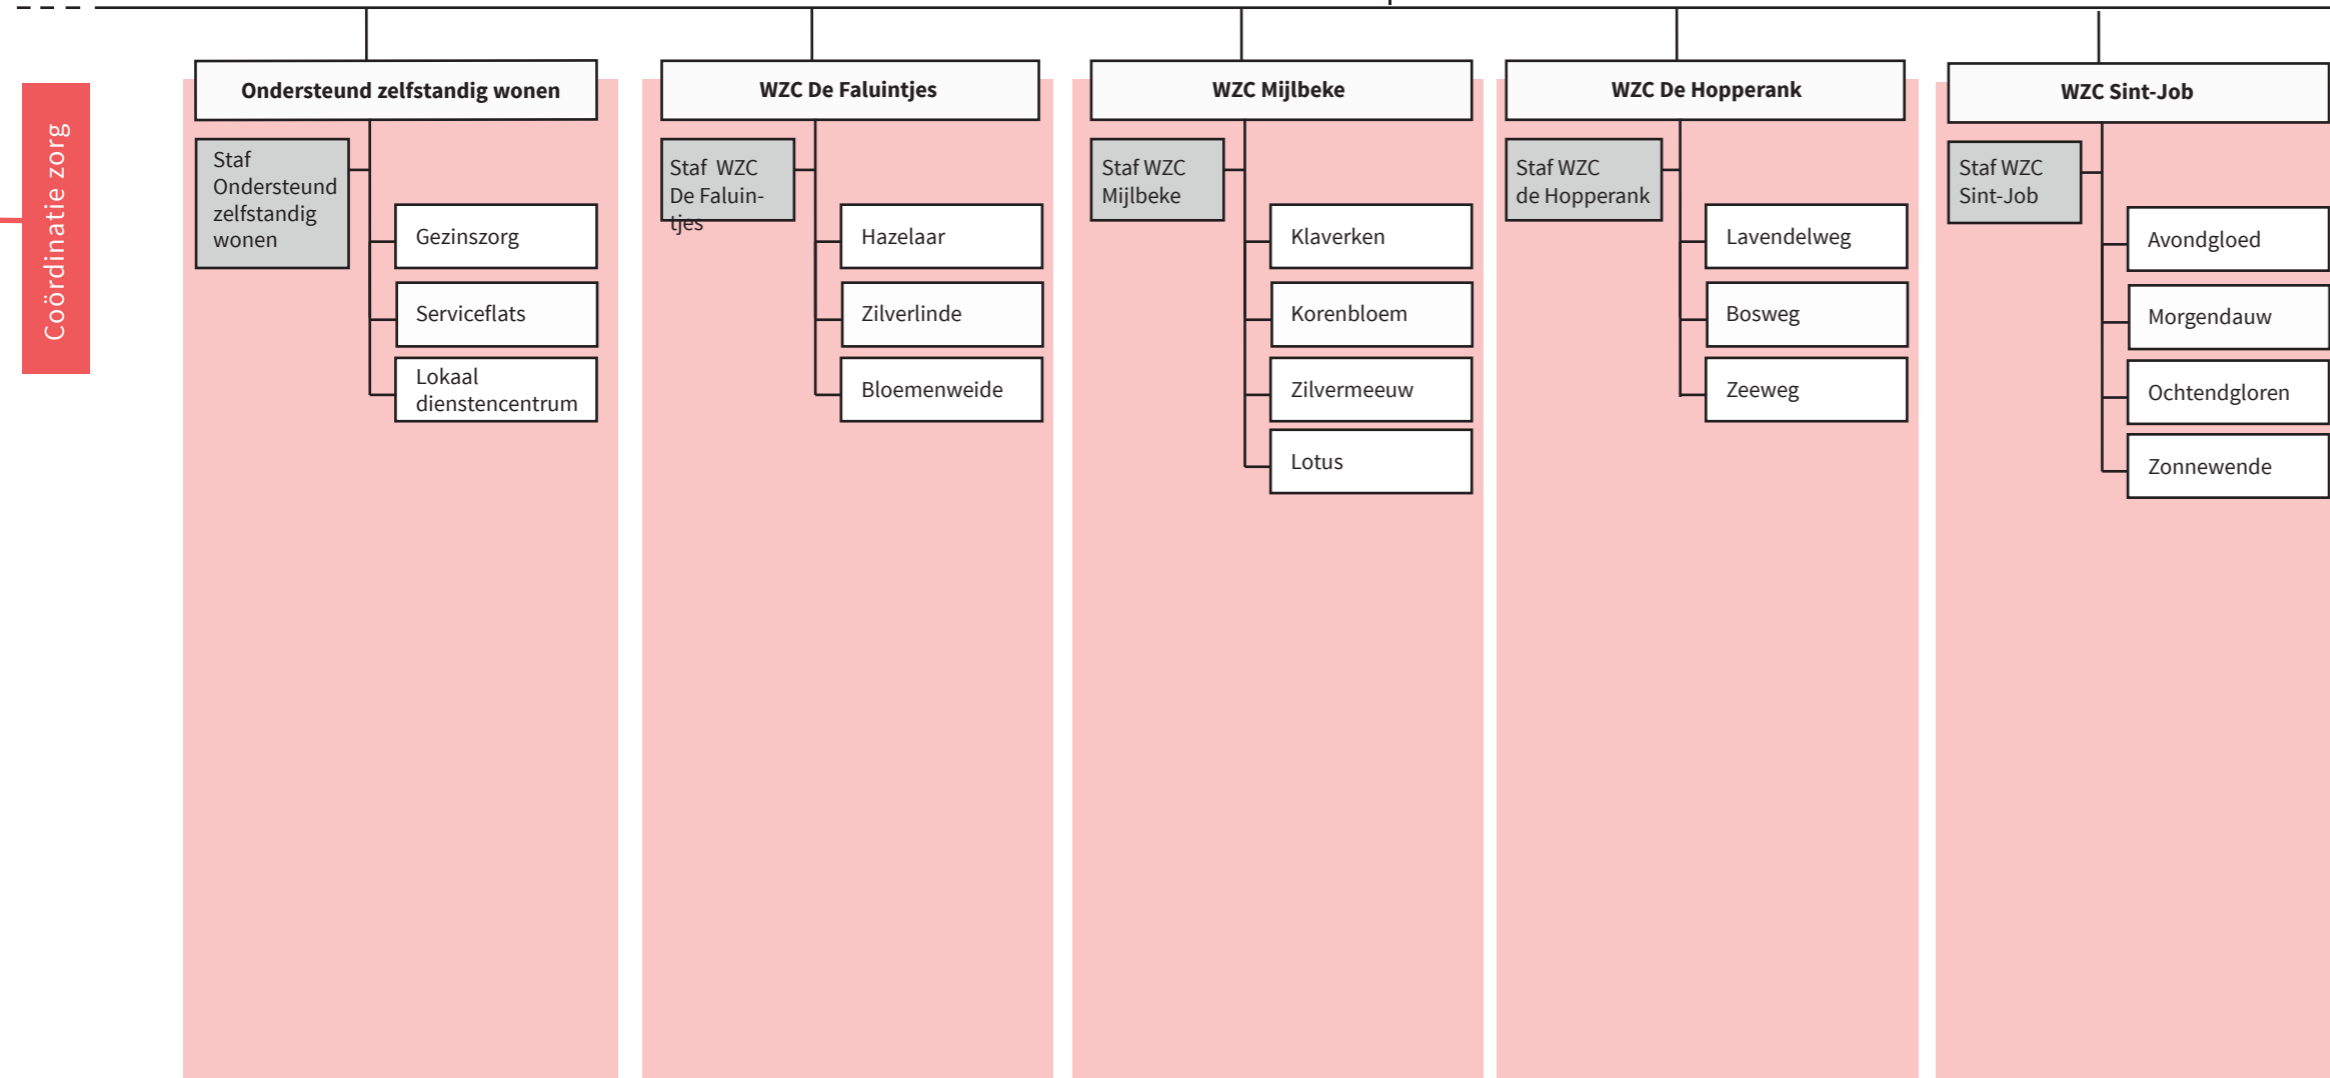 Coördinatie zorg
Ondersteund zelfstandig wonen
Staf
Ondersteund
zelfstandig
wonen
Gezinszorg
Serviceflats
Lokaal
dienstencentrum
WZC De Faluintjes
Staf WZC
De Faluin-
tjes
Hazelaar
Zilverlinde
Bloemenweide
WZC Mijlbeke
Staf WZC
Mijlbeke
Klaverken
Korenbloem
Zilvermeeuw
Lotus
WZC De Hopperank
Staf WZC
de Hopperank
Lavendelweg
Bosweg
Zeeweg
WZC Sint-Job
Staf WZC
Sint-Job
Avondgloed
Morgendauw
Ochtendgloren
Zonnewende